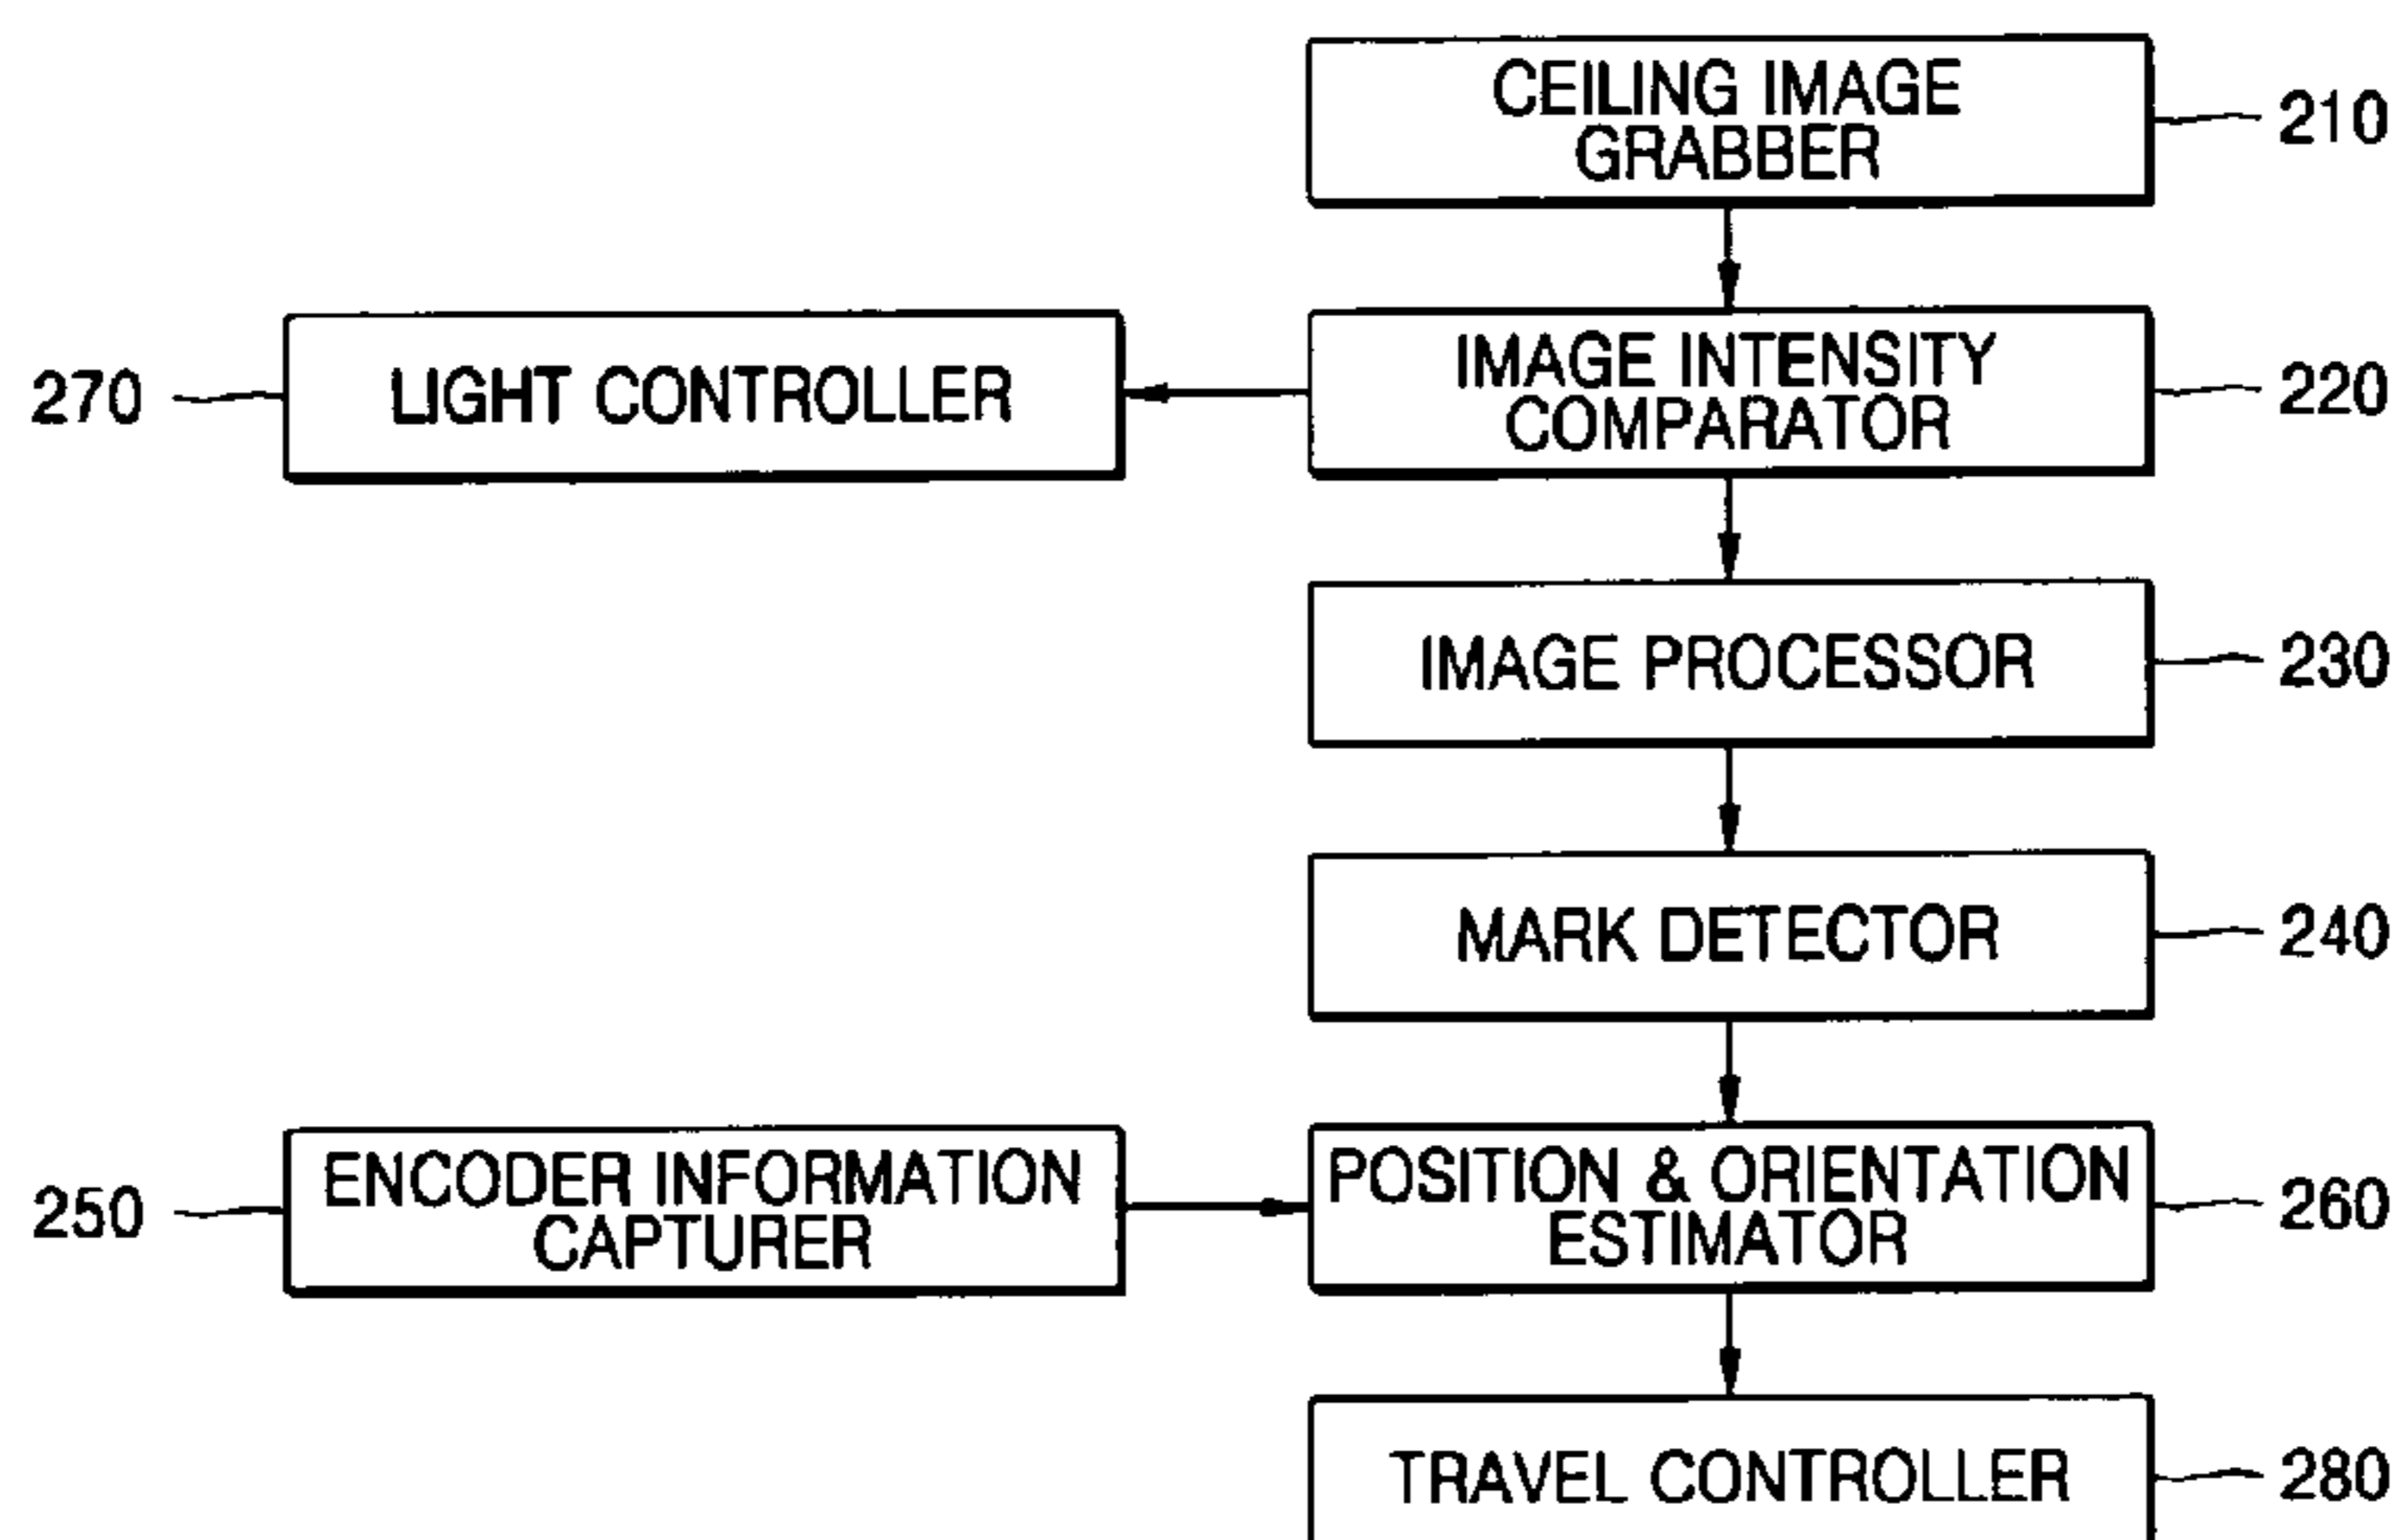 CEILING IMAGE
GRABBER
210
270
LIGHT CONTROLLER
IMAGE INTENSITY
COMPARATOR
220
IMAGE PROCESSOR
230
MARK DETECTOR
240
250
ENCODER INFORMATION
CAPTURER
POSITION & ORIENTATION
ESTIMATOR
260
TRAVEL CONTROLLER
280